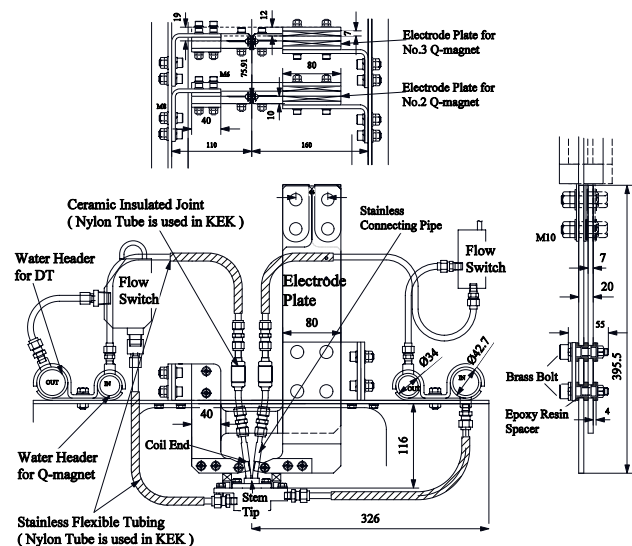 19
12
7
Electrode Plate for
No.3 Q-magnet
M6
75.91
80
Electrode Plate for
No.2 Q-magnet
M8
40
10
110
160
Ceramic Insulated Joint
( Nylon Tube is used in KEK )
Stainless
Connecting Pipe
M10
Water Header
for DT
Flow
Switch
Flow
Switch
Electrode
Plate
80
7
20
55
395.5
Ø34
Ø42.7
OUT
IN
OUT
IN
Brass Bolt
Epoxy Resin
Spacer
4
40
Coil End
116
Water Header
for Q-magnet
Stem
Tip
326
Stainless Flexible Tubing
( Nylon Tube is used in KEK )